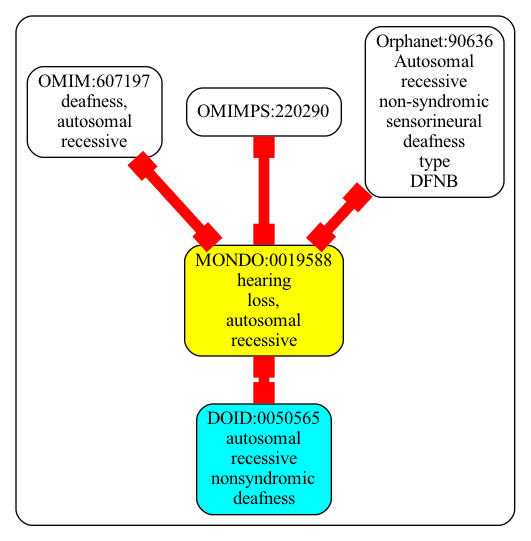 OMIM:607197
deafness,
autosomal
recessive
OMIMPS:220290
Orphanet:90636
Autosomal
recessive
non-syndromic
sensorineural
deafness
type
DFNB
MONDO:0019588
hearing
loss,
autosomal
recessive
DOID:0050565
autosomal
recessive
nonsyndromic
deafness